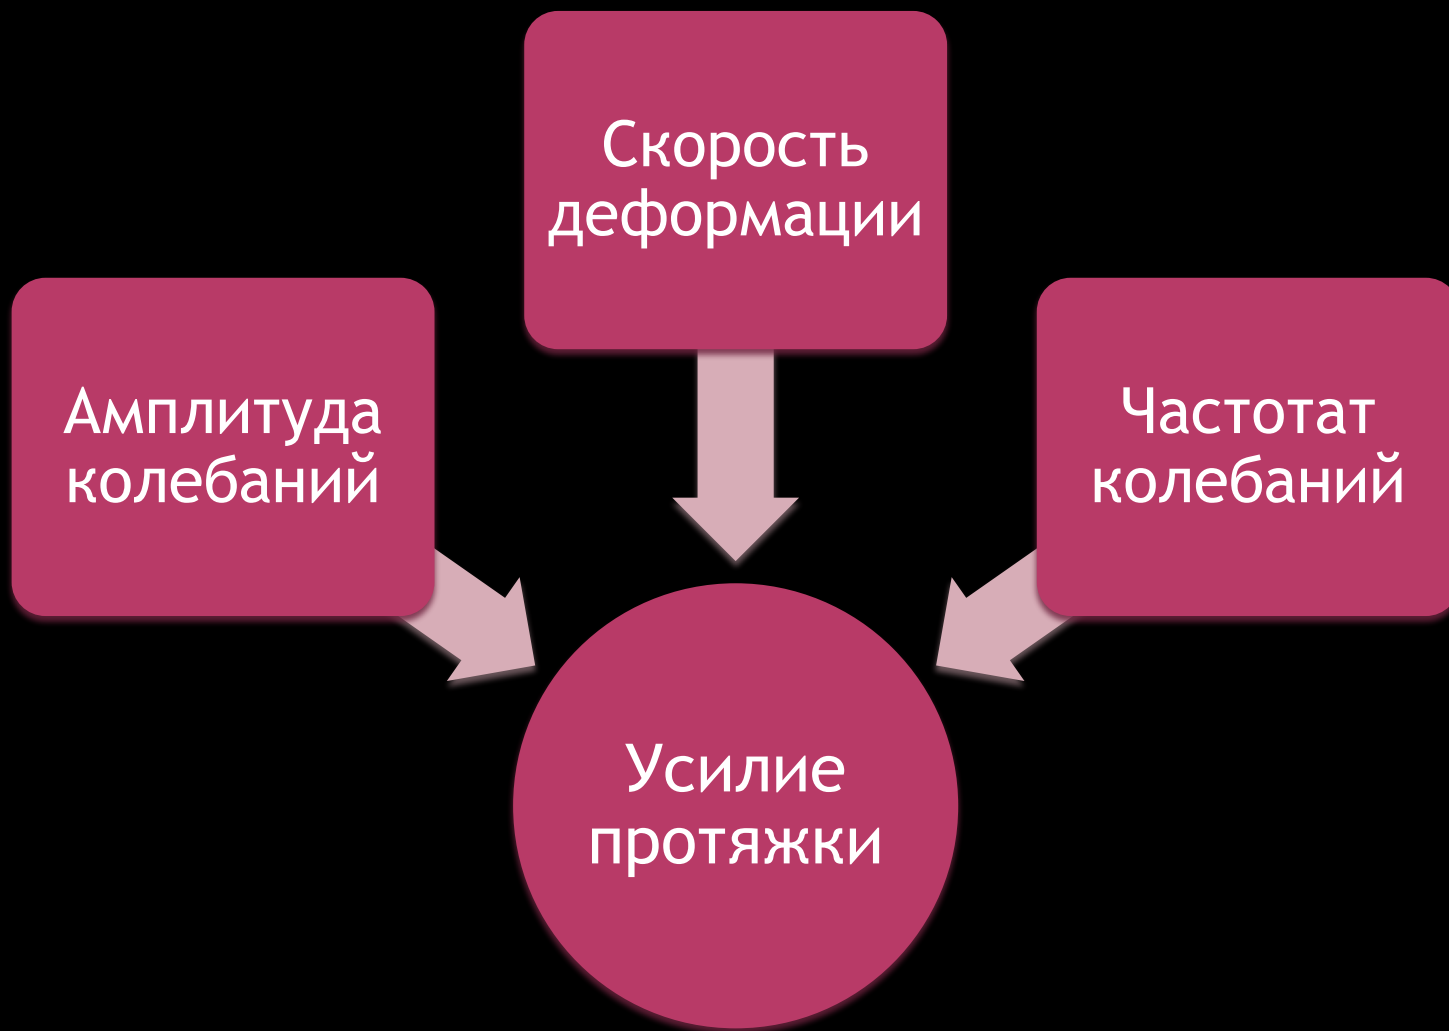 Скорость
деформации
Амплитуда
колебаний
Частотат
колебаний
Усилие
протяжки